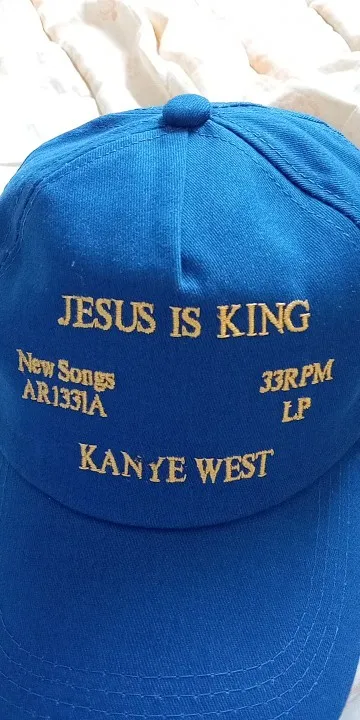 JESUS IS KING
New Songs 33RPM
AR1331A LP
KANYE WEST